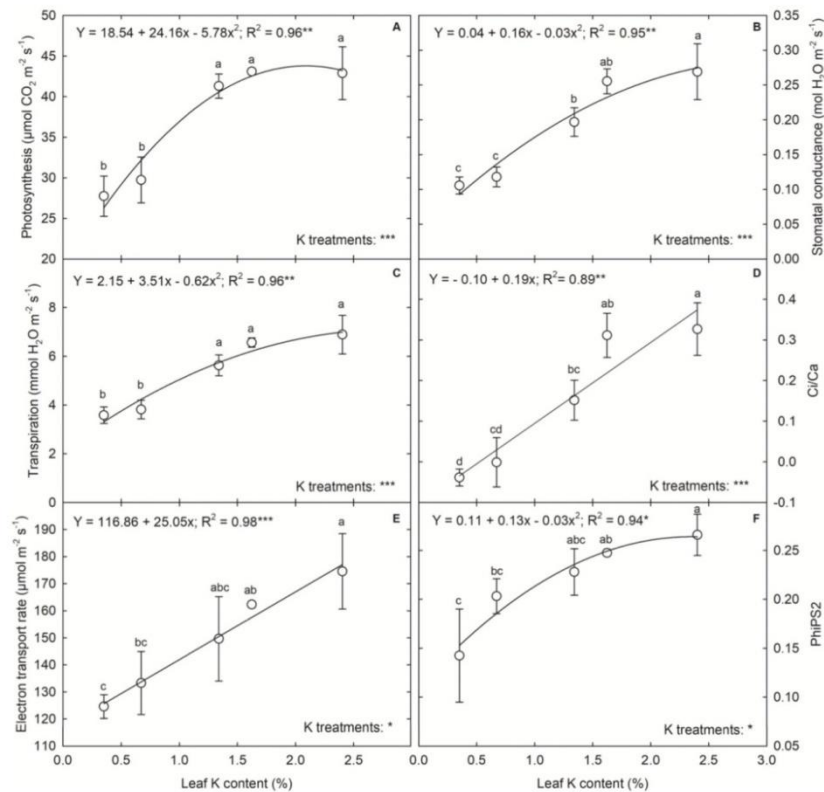 Y = 18.54 + 24.16x - 5.78x²; R² = 0.96** A
Photosynthesis (µmol CO₂ m⁻² s⁻¹)
50
45
40
35
30
25
20
b
b
a
a
a
K treatments: ***
Y = 0.04 + 0.16x - 0.03x²; R² = 0.95** B
c
c
b
ab
a
K treatments: ***
0.35
0.30
0.25
0.20
0.15
0.10
0.05
0.00
Stomatal conductance (mol H₂O m⁻² s⁻¹)
Y = 2.15 + 3.51x - 0.62x²; R² = 0.96** C
Transpiration (mmol H₂O m⁻² s⁻¹)
8
6
4
2
0
b
b
a
a
a
K treatments: ***
Y = - 0.10 + 0.19x; R² = 0.89** D
d
cd
bc
ab
a
K treatments: ***
0.4
0.3
0.2
0.1
0.0
-0.1
Ci/Ca
Y = 116.86 + 25.05x; R² = 0.98*** E
Electron transport rate (µmol m⁻² s⁻¹)
190
180
170
160
150
140
130
120
110
c
bc
abc
ab
a
K treatments: *
0.0 0.5 1.0 1.5 2.0 2.5
Leaf K content (%)
Y = 0.11 + 0.13x - 0.03x²; R² = 0.94* F
c
bc
abc
ab
a
K treatments: *
0.25
0.20
0.15
0.10
0.05
PhiPS2
0.0 0.5 1.0 1.5 2.0 2.5 3.0
Leaf K content (%)